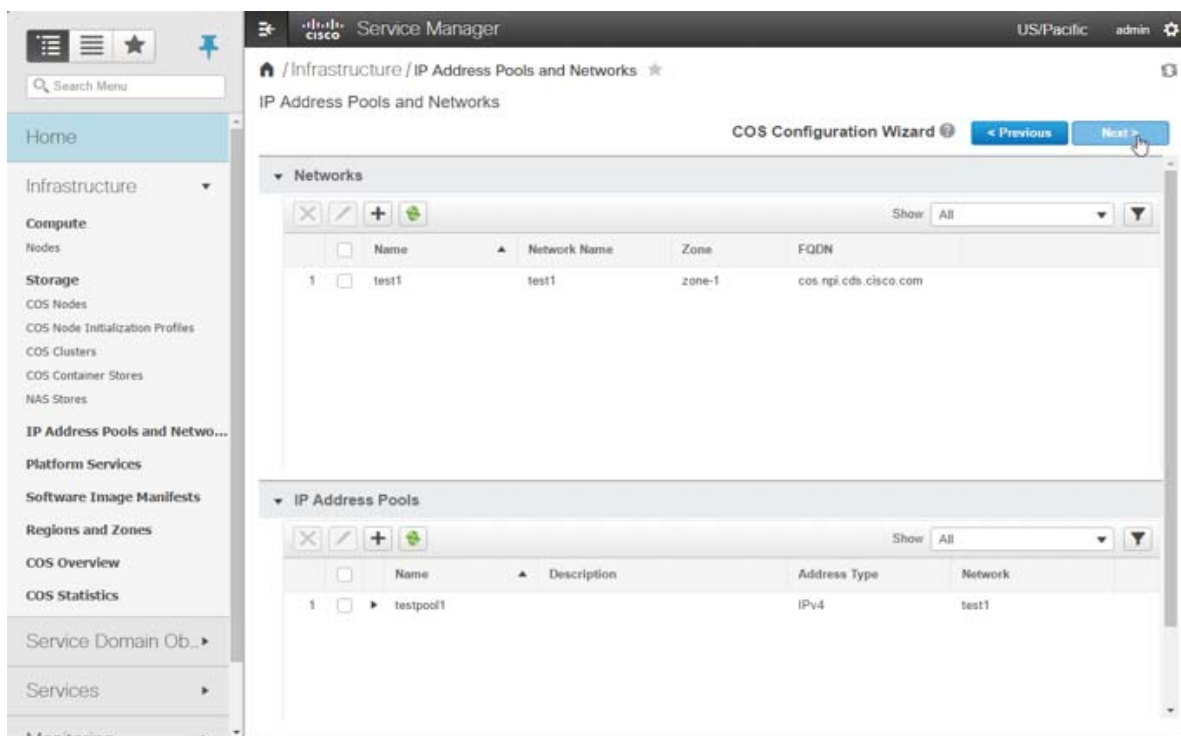 cisco Service Manager
US/Pacific admin
Search Menu
/ Infrastructure / IP Address Pools and Networks
IP Address Pools and Networks
COS Configuration Wizard
< Previous
Next >
Home
Infrastructure
Compute
Nodes
Storage
COS Nodes
COS Node Initialization Profiles
COS Clusters
COS Container Stores
NAS Stores
IP Address Pools and Netwo...
Platform Services
Software Image Manifests
Regions and Zones
COS Overview
COS Statistics
Service Domain Ob...
Services
Networks
Show All
Name Network Name Zone FQDN
1 test1 test1 zone-1 cos.npi.cds.cisco.com
IP Address Pools
Show All
Name Description Address Type Network
1 testpool1 IPv4 test1